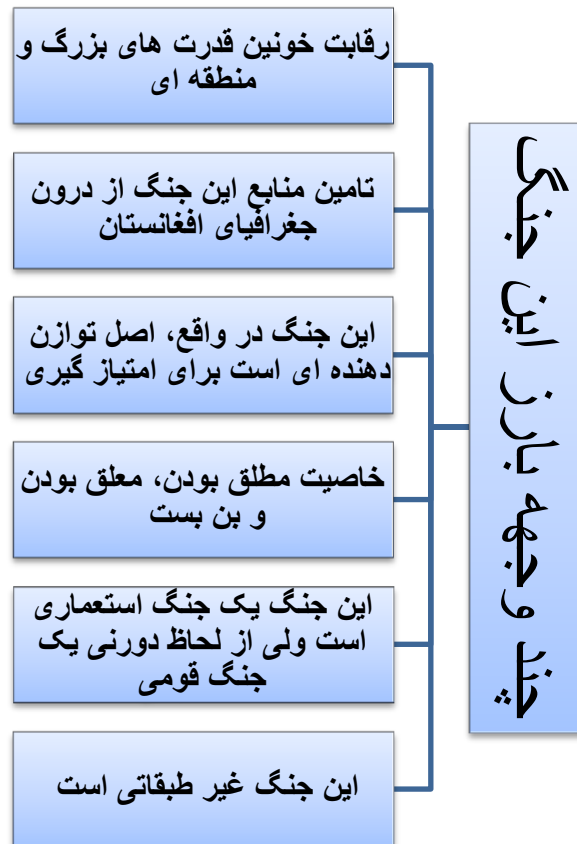 چند وجهه بارز این جنگ
رقابت خونین قدرت های بزرگ و
منطقه ای
تامین منابع این جنگ از درون
جغرافیای افغانستان
این جنگ در واقع، اصل توازن
دهنده ای است برای امتیاز گیری
خاصیت مطلق بودن، معلق بودن
و بن بست
این جنگ یک جنگ استعماری
است ولی از لحاظ دورنی یک
جنگ قومی
این جنگ غیر طبقاتی است